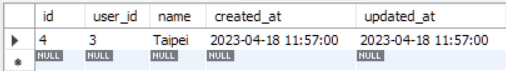 id user_id name created_at updated_at
4 3 Taipei 2023-04-18 11:57:00 2023-04-18 11:57:00
NULL NULL NULL NULL NULL